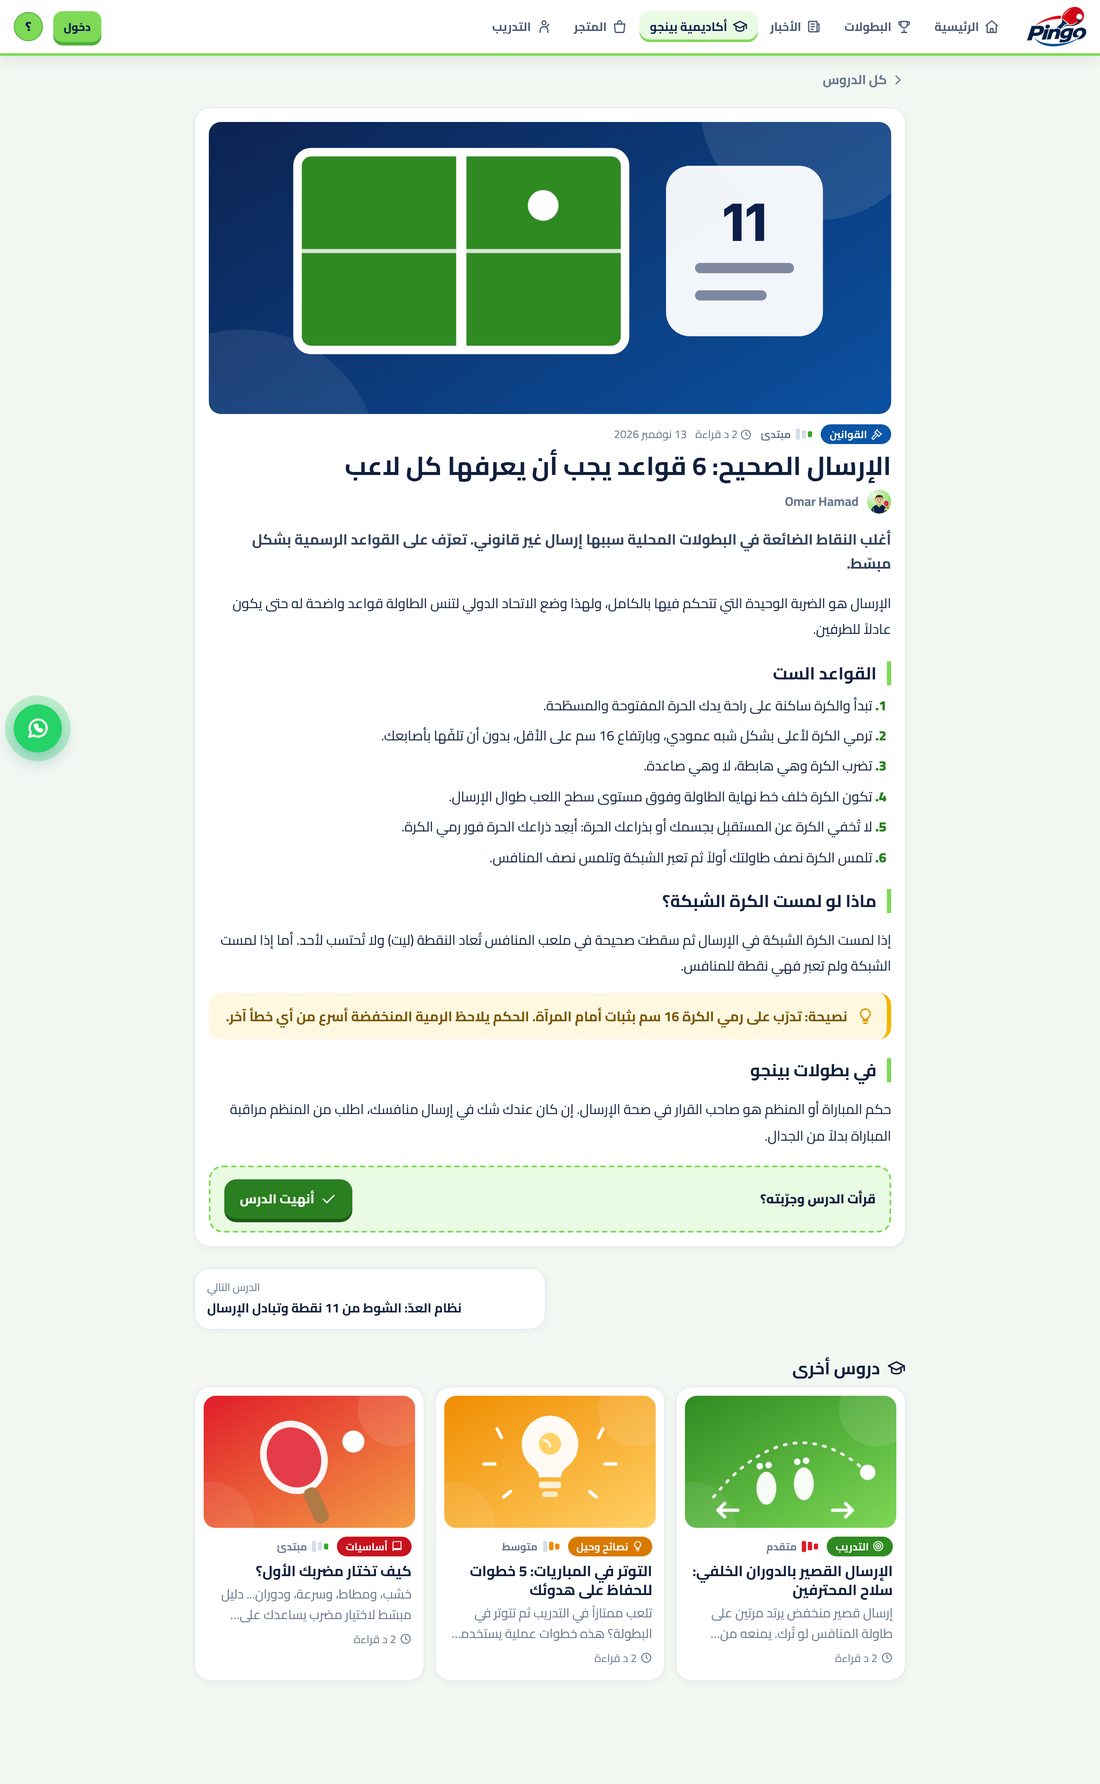 Pingo
الرئيسية
البطولات
الأخبار
أكاديمية بينجو
المتجر
التدريب
دخول
؟
كل الدروس
11
القوانين
مبتدئ
2 د قراءة
13 نوفمبر 2026
الإرسال الصحيح: 6 قواعد يجب أن يعرفها كل لاعب
Omar Hamad
أغلب النقاط الضائعة في البطولات المحلية سببها إرسال غير قانوني. تعرّف على القواعد الرسمية بشكل
مبسّط.
الإرسال هو الضربة الوحيدة التي تتحكم فيها بالكامل، ولهذا وضع الاتحاد الدولي لتنس الطاولة قواعد واضحة له حتى يكون
عادلاً للطرفين.
القواعد الست
1. تبدأ والكرة ساكنة على راحة يدك الحرة المفتوحة والمسطّحة.
2. ترمي الكرة لأعلى بشكل شبه عمودي، وبارتفاع 16 سم على الأقل، بدون أن تلفّها بأصابعك.
3. تضرب الكرة وهي هابطة، لا وهي صاعدة.
4. تكون الكرة خلف خط نهاية الطاولة وفوق مستوى سطح اللعب طوال الإرسال.
5. لا تُخفي الكرة عن المستقبِل بجسمك أو بذراعك الحرة: أبعد ذراعك الحرة فور رمي الكرة.
6. تلمس الكرة نصف طاولتك أولاً ثم تعبر الشبكة وتلمس نصف المنافس.
ماذا لو لمست الكرة الشبكة؟
إذا لمست الكرة الشبكة في الإرسال ثم سقطت صحيحة في ملعب المنافس تُعاد النقطة (ليت) ولا تُحتسب لأحد. أما إذا لمست
الشبكة ولم تعبر فهي نقطة للمنافس.
نصيحة: تدرّب على رمي الكرة 16 سم بثبات أمام المرآة. الحكم يلاحظ الرمية المنخفضة أسرع من أي خطأ آخر.
في بطولات بينجو
حكم المباراة أو المنظم هو صاحب القرار في صحة الإرسال. إن كان عندك شك في إرسال منافسك، اطلب من المنظم مراقبة
المباراة بدلاً من الجدال.
قرأت الدرس وجرّبته؟
أنهيت الدرس
الدرس التالي
نظام العدّ: الشوط من 11 نقطة وتبادل الإرسال
دروس أخرى
التدريب
متقدم
الإرسال القصير بالدوران الخلفي:
سلاح المحترفين
إرسال قصير منخفض يرتد مرتين على
طاولة المنافس لو تُرك. يمنعه من...
2 د قراءة
نصائح وحيل
متوسط
التوتر في المباريات: 5 خطوات
للحفاظ على هدوئك
تلعب ممتازاً في التدريب ثم تتوتر في
البطولة؟ هذه خطوات عملية يستخدمـ...
2 د قراءة
أساسيات
مبتدئ
كيف تختار مضربك الأول؟
خشب، ومطاط، وسرعة، ودوران... دليل
مبسّط لاختيار مضرب يساعدك على...
2 د قراءة